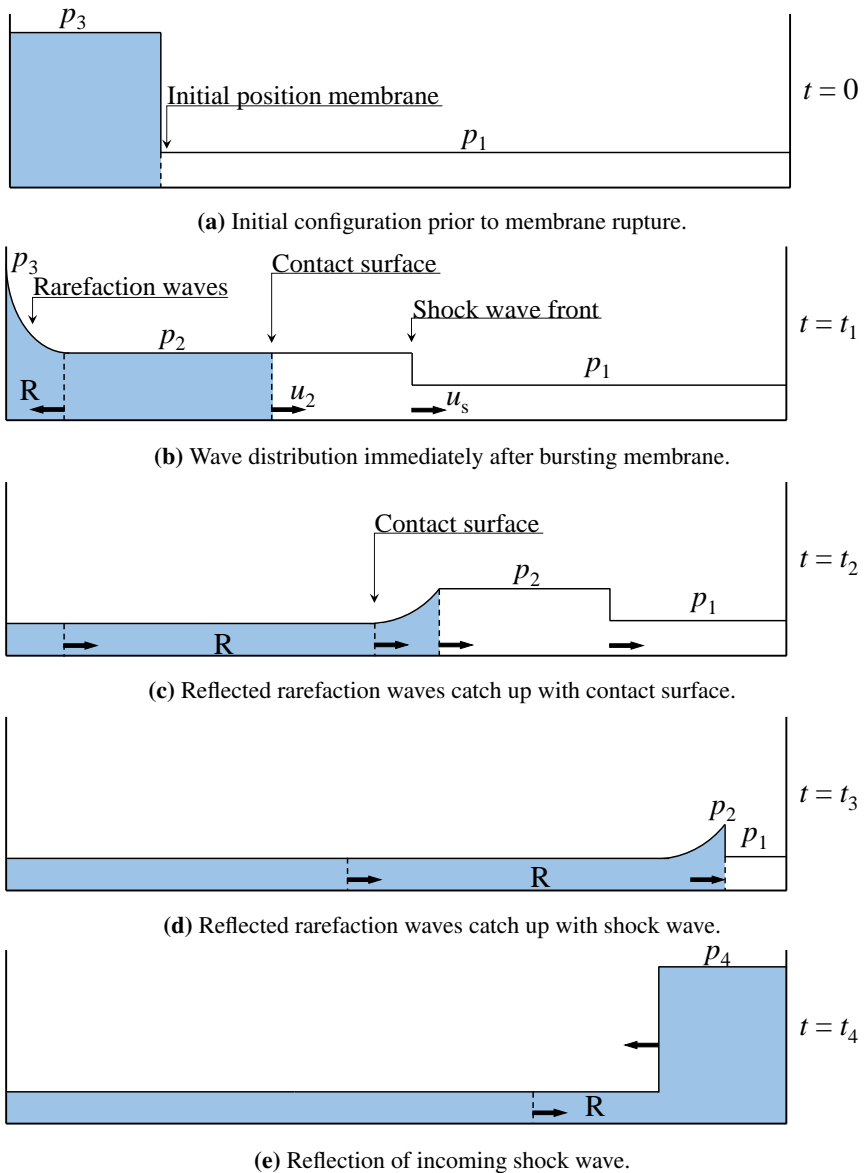 p3
Initial position membrane
p1
t = 0
(a) Initial configuration prior to membrane rupture.
p3
Contact surface
Rarefaction waves
Shock wave front
p2
p1
t = t1
R
u2
us
(b) Wave distribution immediately after bursting membrane.
Contact surface
p2
p1
t = t2
R
(c) Reflected rarefaction waves catch up with contact surface.
p2
p1
t = t3
R
(d) Reflected rarefaction waves catch up with shock wave.
p4
t = t4
R
(e) Reflection of incoming shock wave.